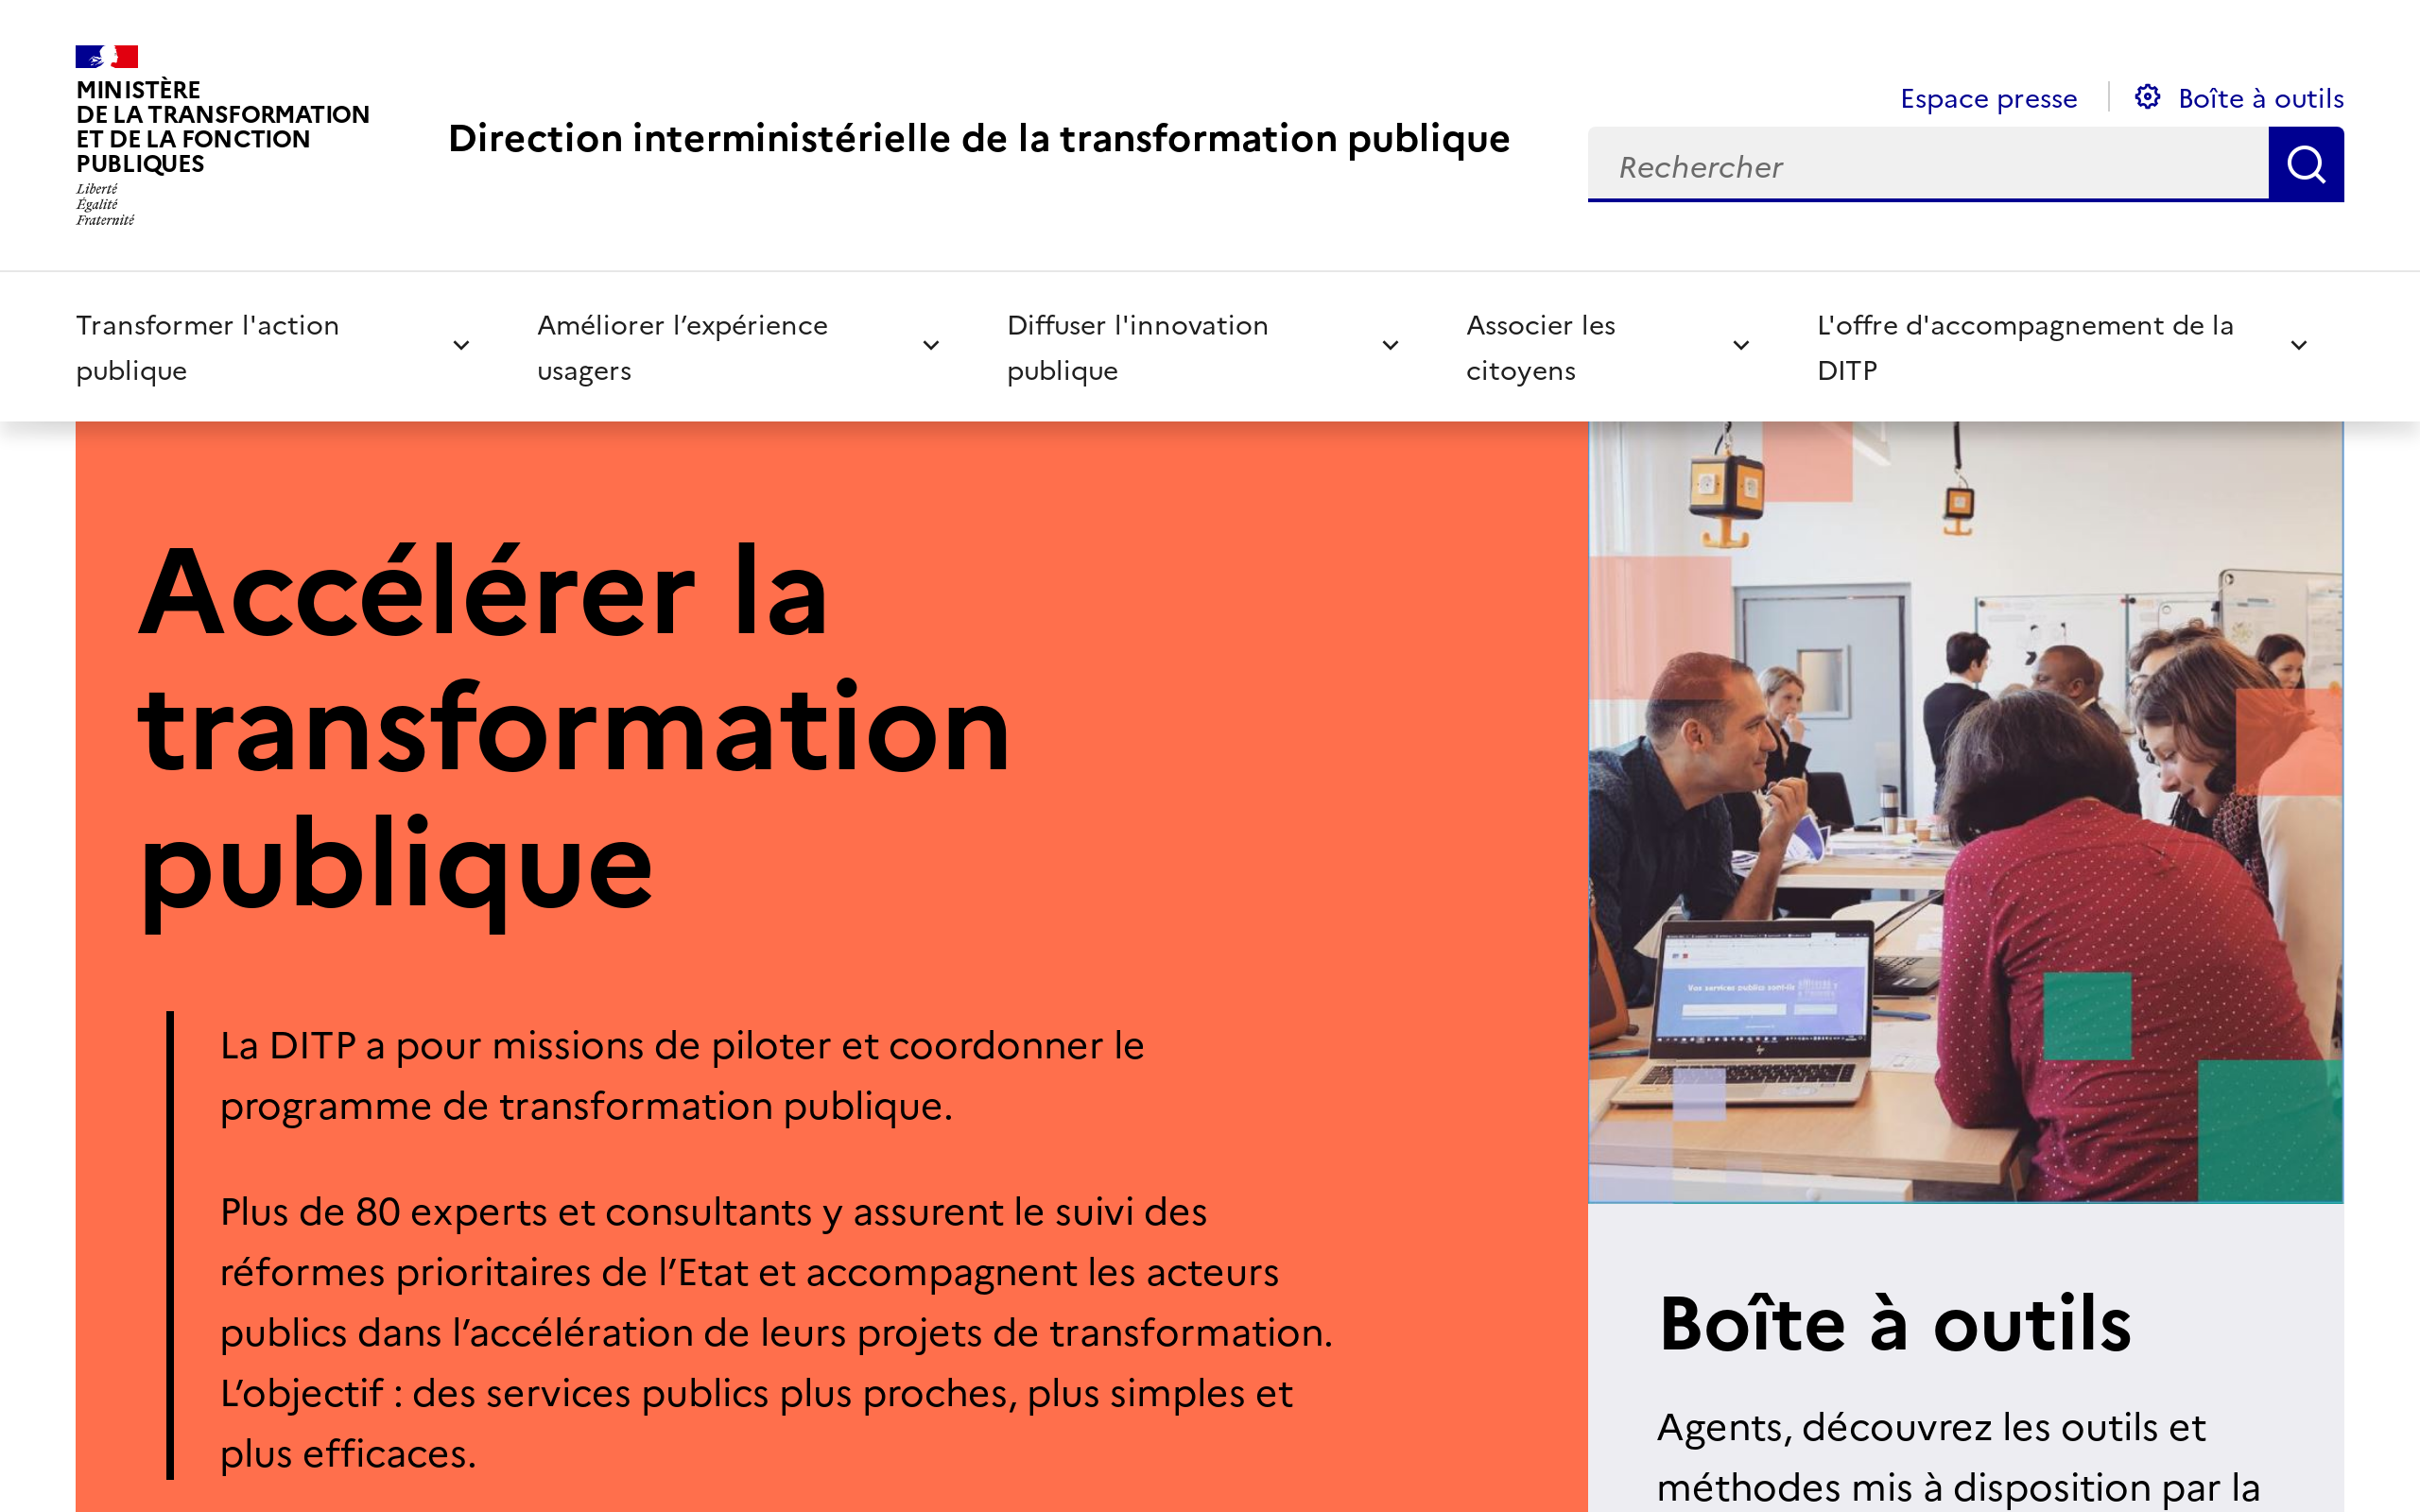 MINISTÈRE
DE LA TRANSFORMATION
ET DE LA FONCTION
PUBLIQUES
Liberté
Égalité
Fraternité
Direction interministérielle de la transformation publique
Espace presse
Boîte à outils
Rechercher
Transformer l'action
publique
Améliorer l’expérience
usagers
Diffuser l'innovation
publique
Associer les
citoyens
L'offre d'accompagnement de la
DITP
Accélérer la
transformation
publique
La DITP a pour missions de piloter et coordonner le
programme de transformation publique.
Plus de 80 experts et consultants y assurent le suivi des
réformes prioritaires de l’Etat et accompagnent les acteurs
publics dans l’accélération de leurs projets de transformation.
L’objectif : des services publics plus proches, plus simples et
plus efficaces.
Vos services publics sont-ils
Boîte à outils
Agents, découvrez les outils et
méthodes mis à disposition par la